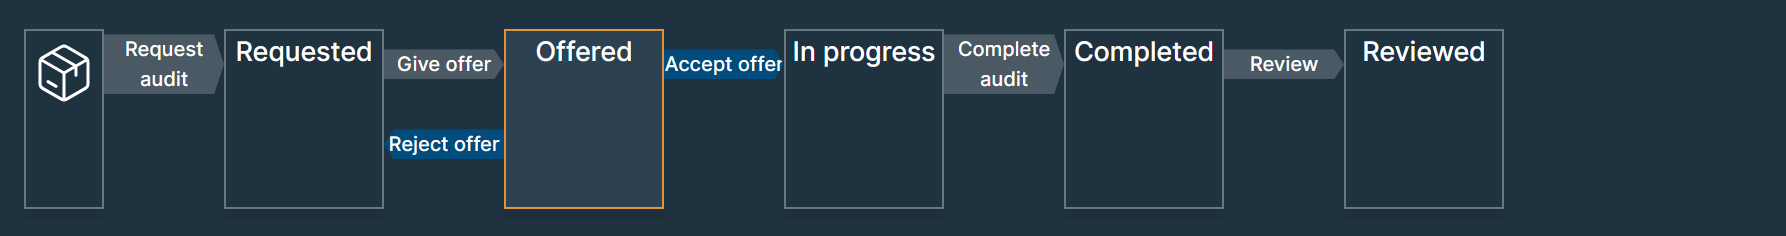 Request
audit
Requested
Give offer
Reject offer
Offered
Accept offer
In progress
Complete
audit
Completed
Review
Reviewed